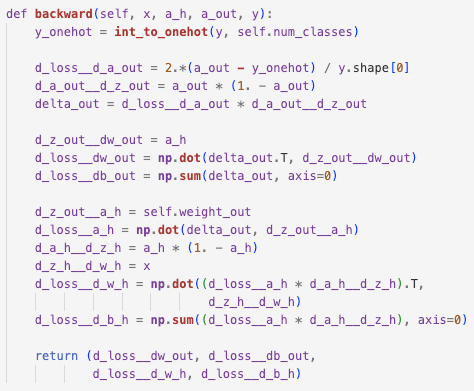 def backward(self, x, a_h, a_out, y):
    y_onehot = int_to_onehot(y, self.num_classes)

    d_loss__d_a_out = 2.*(a_out - y_onehot) / y.shape[0]
    d_a_out__d_z_out = a_out * (1. - a_out)
    delta_out = d_loss__d_a_out * d_a_out__d_z_out

    d_z_out__dw_out = a_h
    d_loss__dw_out = np.dot(delta_out.T, d_z_out__dw_out)
    d_loss__db_out = np.sum(delta_out, axis=0)

    d_z_out__a_h = self.weight_out
    d_loss__a_h = np.dot(delta_out, d_z_out__a_h)
    d_a_h__d_z_h = a_h * (1. - a_h)
    d_z_h__d_w_h = x
    d_loss__d_w_h = np.dot((d_loss__a_h * d_a_h__d_z_h).T,
                            d_z_h__d_w_h)
    d_loss__d_b_h = np.sum((d_loss__a_h * d_a_h__d_z_h), axis=0)

    return (d_loss__dw_out, d_loss__db_out,
            d_loss__d_w_h, d_loss__d_b_h)